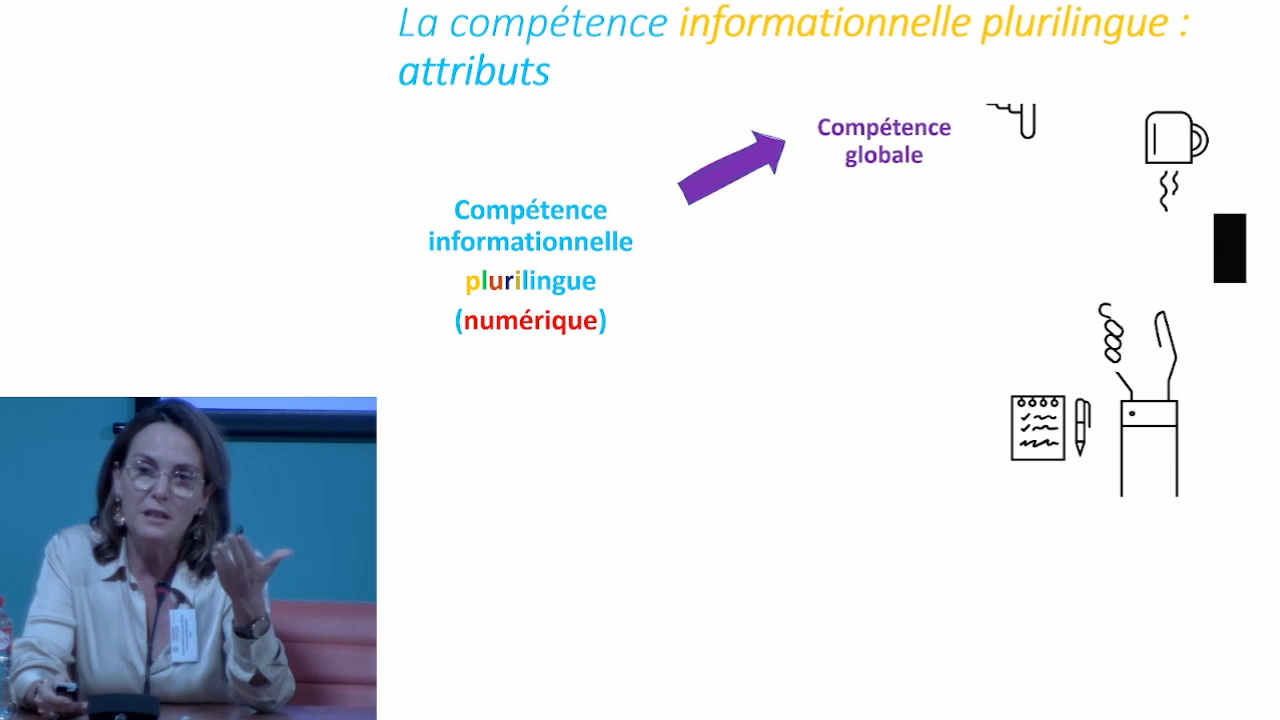 La compétence informationnelle plurilingue :
attributs
Compétence
globale
Compétence
informationnelle
plurilingue
(numérique)